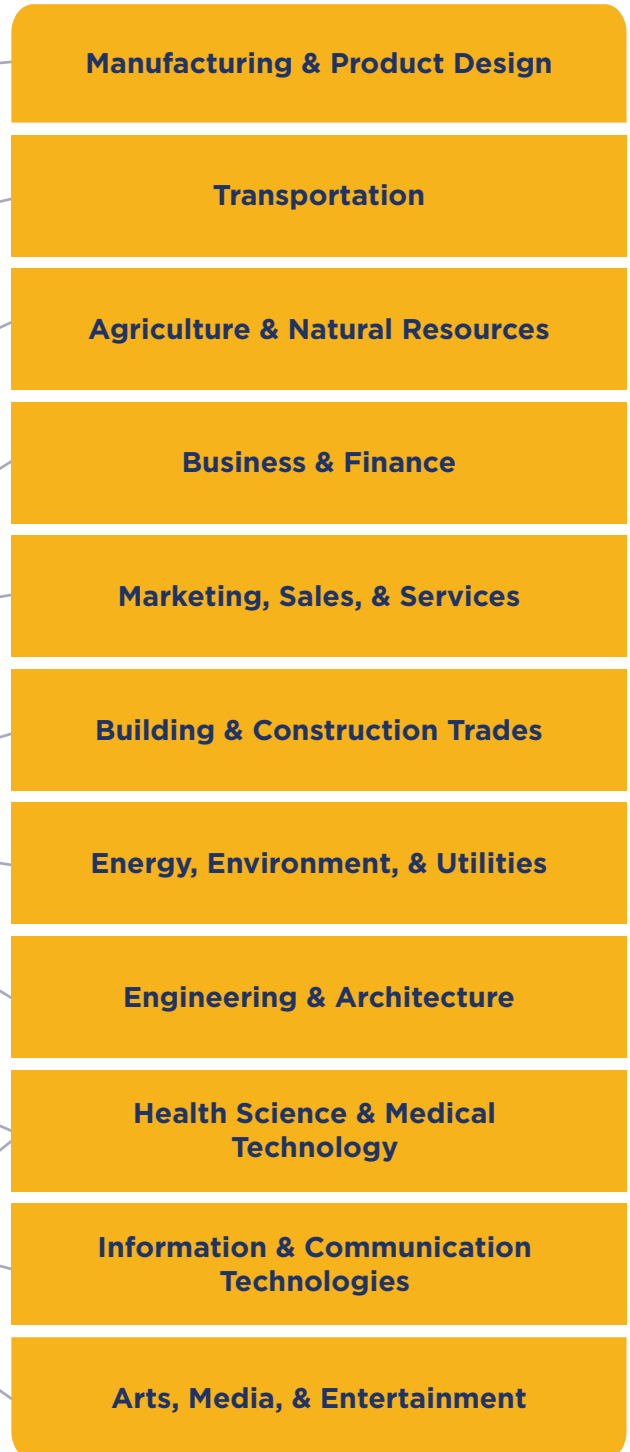 Manufacturing & Product Design
Transportation
Agriculture & Natural Resources
Business & Finance
Marketing, Sales, & Services
Building & Construction Trades
Energy, Environment, & Utilities
Engineering & Architecture
Health Science & Medical
Technology
Information & Communication
Technologies
Arts, Media, & Entertainment